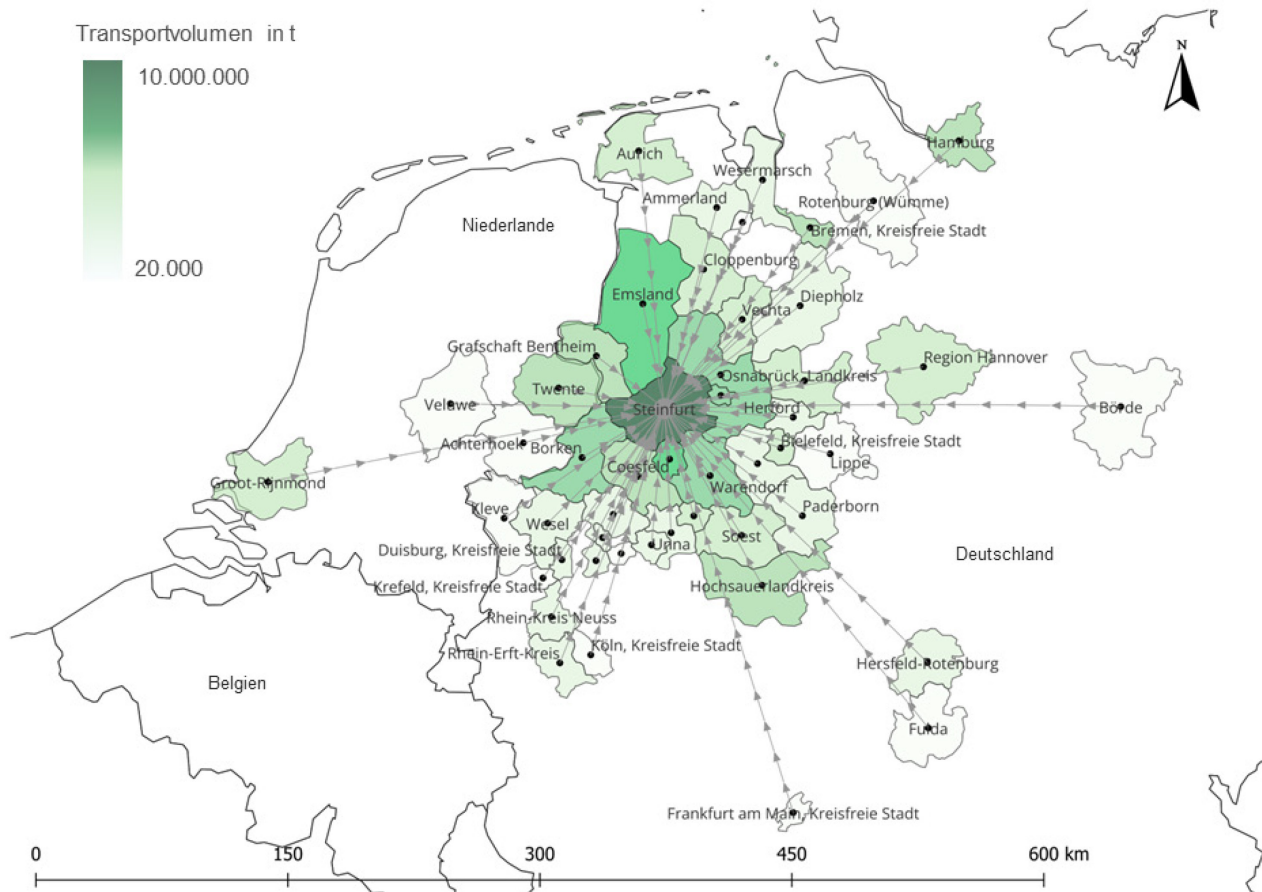 Transportvolumen in t
10.000.000
20.000
N
Hamburg
Aurich
Wesermarsch
Ammerland
Rotenburg (Wümme)
Niederlande
Bremen, Kreisfreie Stadt
Cloppenburg
Emsland
Diepholz
Vechta
Grafschaft Bentheim
Region Hannover
Osnabrück, Landkreis
Twente
Veluwe
Steinfurt
Herford
Börde
Achterhoek
Borken
Bielefeld, Kreisfreie Stadt
Coesfeld
Lippe
Groot-Rijnmond
Warendorf
Kleve
Paderborn
Wesel
Soest
Unna
Duisburg, Kreisfreie Stadt
Deutschland
Krefeld, Kreisfreie Stadt
Hochsauerlandkreis
Rhein-Kreis Neuss
Köln, Kreisfreie Stadt
Rhein-Erft-Kreis
Hersfeld-Rotenburg
Belgien
Fulda
Frankfurt am Main, Kreisfreie Stadt
0
150
300
450
600 km